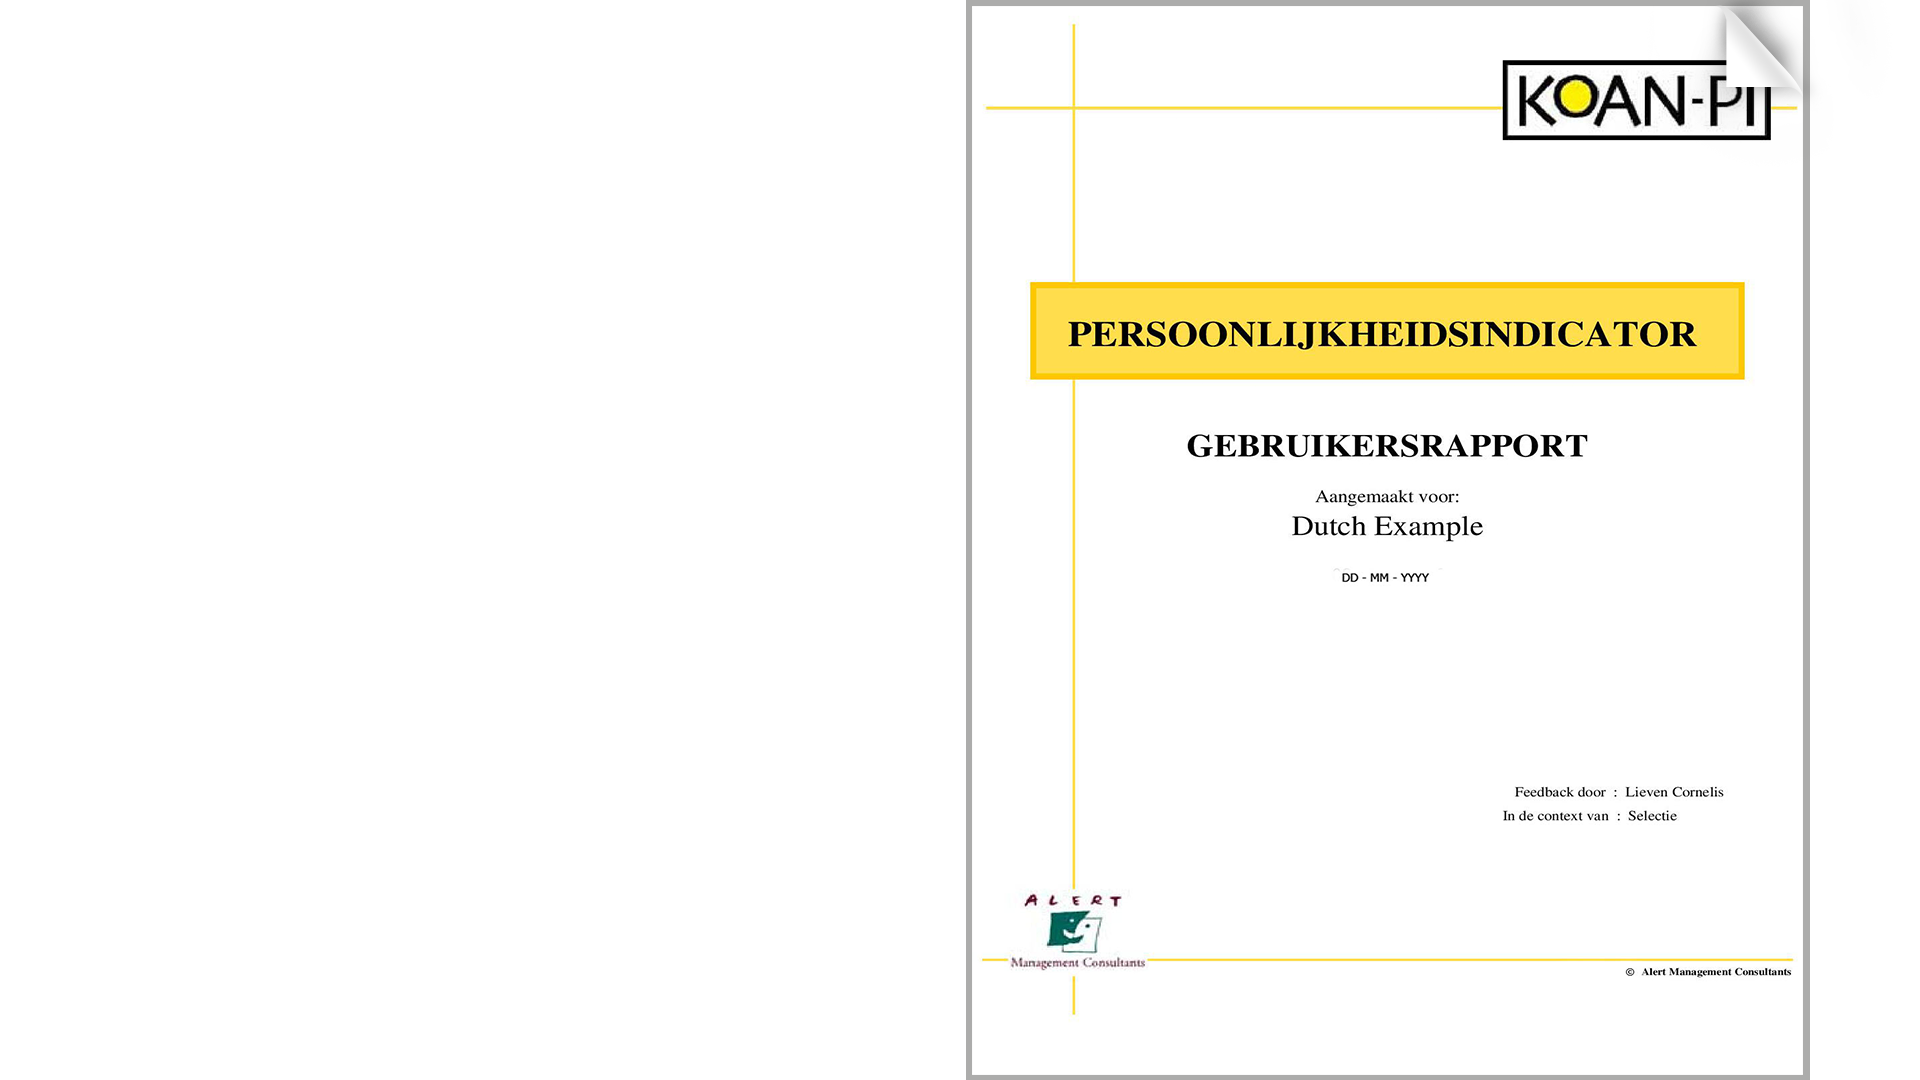 KOAN-PI
PERSOONLIJKHEIDSINDICATOR
GEBRUIKERSRAPPORT
Aangemaakt voor:
Dutch Example
DD - MM - YYYY
Feedback door : Lieven Cornelis
In de context van : Selectie
ALERT
Management Consultants
© Alert Management Consultants